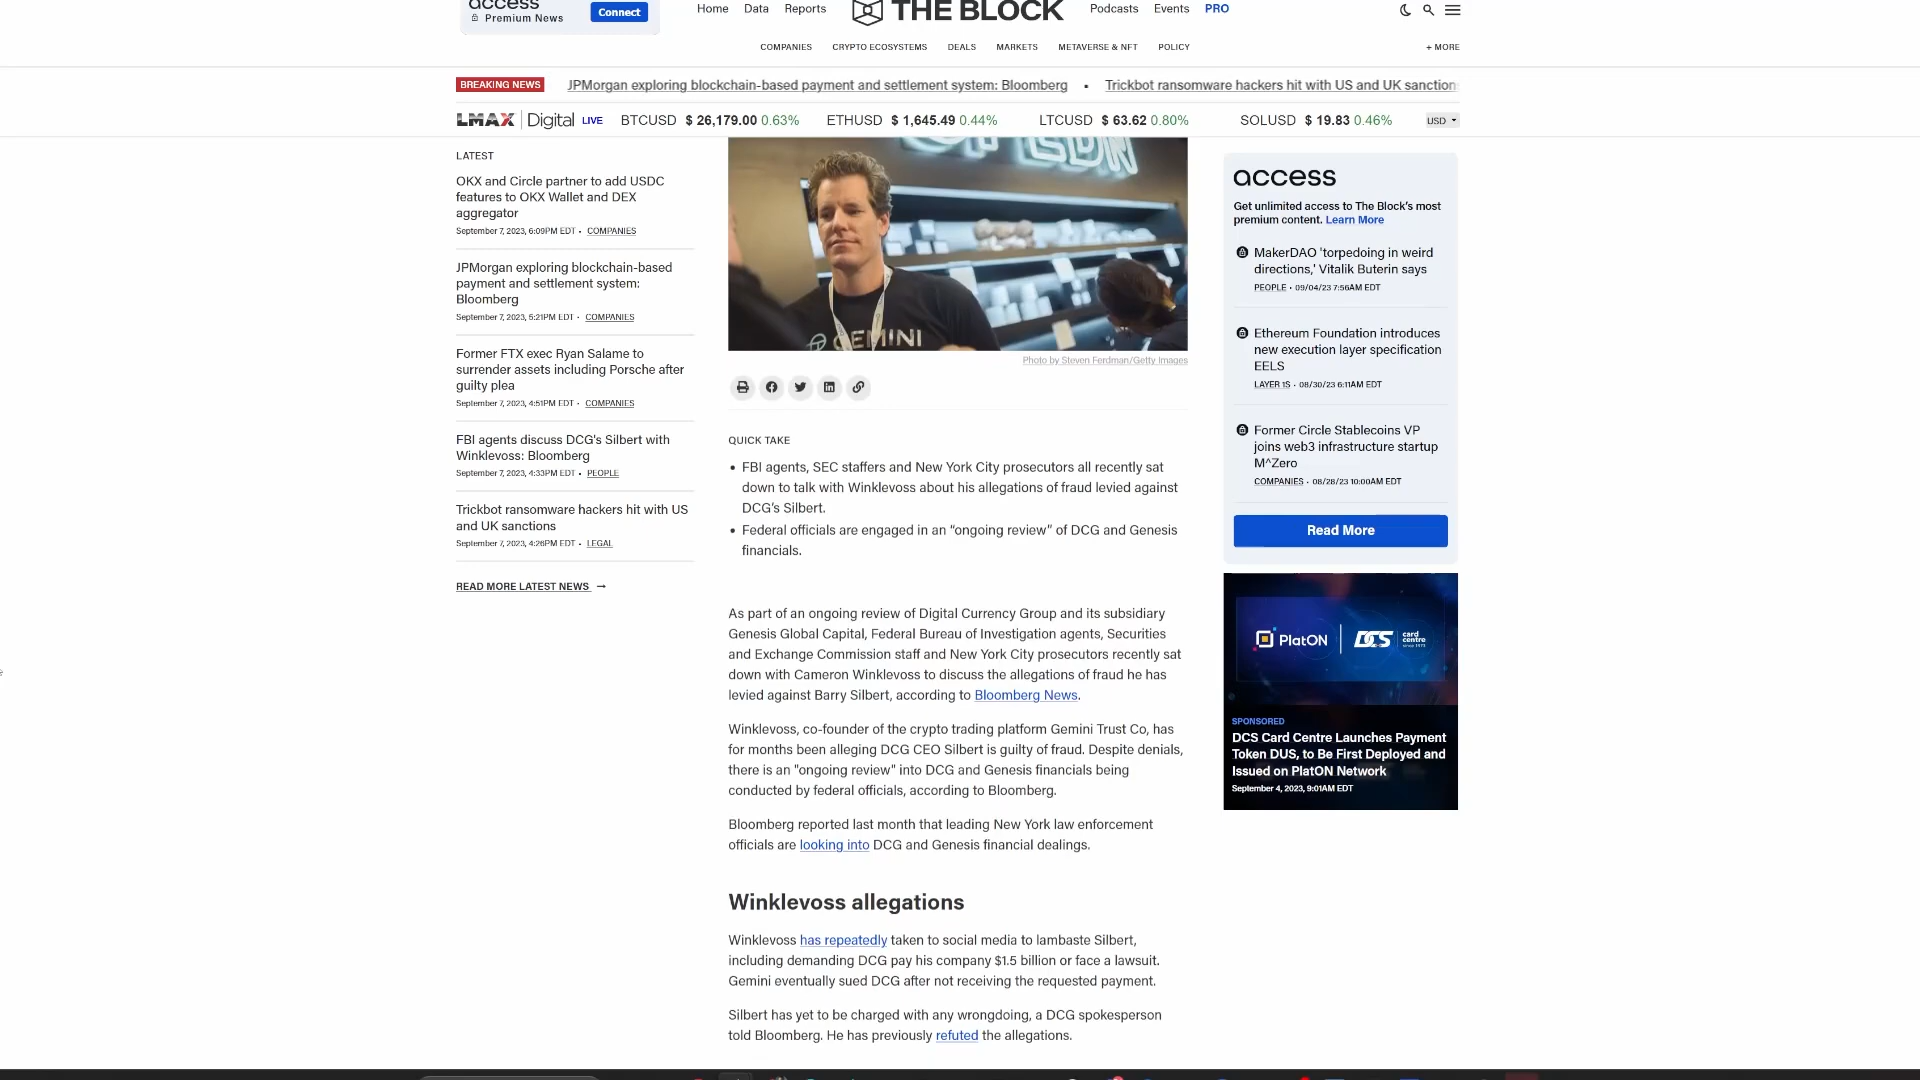 access
Premium News
Connect
Home
Data
Reports
THE BLOCK
Podcasts
Events
PRO
COMPANIES
CRYPTO ECOSYSTEMS
DEALS
MARKETS
METAVERSE & NFT
POLICY
+ MORE
BREAKING NEWS
JPMorgan exploring blockchain-based payment and settlement system: Bloomberg
▪ Trickbot ransomware hackers hit with US and UK sanctions
LMAX Digital LIVE
BTCUSD $ 26,179.00 0.63%
ETHUSD $ 1,645.49 0.44%
LTCUSD $ 63.62 0.80%
SOLUSD $ 19.83 0.46%
USD
LATEST
OKX and Circle partner to add USDC
features to OKX Wallet and DEX
aggregator
September 7, 2023, 6:09PM EDT • COMPANIES
JPMorgan exploring blockchain-based
payment and settlement system:
Bloomberg
September 7, 2023, 5:21PM EDT • COMPANIES
Former FTX exec Ryan Salame to
surrender assets including Porsche after
guilty plea
September 7, 2023, 4:51PM EDT • COMPANIES
FBI agents discuss DCG's Silbert with
Winklevoss: Bloomberg
September 7, 2023, 4:33PM EDT • PEOPLE
Trickbot ransomware hackers hit with US
and UK sanctions
September 7, 2023, 4:26PM EDT • LEGAL
READ MORE LATEST NEWS →
GEMINI
Photo by Steven Ferdman/Getty Images
QUICK TAKE
• FBI agents, SEC staffers and New York City prosecutors all recently sat
down to talk with Winklevoss about his allegations of fraud levied against
DCG’s Silbert.
• Federal officials are engaged in an “ongoing review” of DCG and Genesis
financials.
As part of an ongoing review of Digital Currency Group and its subsidiary
Genesis Global Capital, Federal Bureau of Investigation agents, Securities
and Exchange Commission staff and New York City prosecutors recently sat
down with Cameron Winklevoss to discuss the allegations of fraud he has
levied against Barry Silbert, according to Bloomberg News.
Winklevoss, co-founder of the crypto trading platform Gemini Trust Co, has
for months been alleging DCG CEO Silbert is guilty of fraud. Despite denials,
there is an "ongoing review" into DCG and Genesis financials being
conducted by federal officials, according to Bloomberg.
Bloomberg reported last month that leading New York law enforcement
officials are looking into DCG and Genesis financial dealings.
Winklevoss allegations
Winklevoss has repeatedly taken to social media to lambaste Silbert,
including demanding DCG pay his company $1.5 billion or face a lawsuit.
Gemini eventually sued DCG after not receiving the requested payment.
Silbert has yet to be charged with any wrongdoing, a DCG spokesperson
told Bloomberg. He has previously refuted the allegations.
access
Get unlimited access to The Block’s most
premium content. Learn More
MakerDAO 'torpedoing in weird
directions,' Vitalik Buterin says
PEOPLE • 09/04/23 7:56AM EDT
Ethereum Foundation introduces
new execution layer specification
EELS
LAYER 1S • 08/30/23 6:11AM EDT
Former Circle Stablecoins VP
joins web3 infrastructure startup
M^Zero
COMPANIES • 08/28/23 10:00AM EDT
Read More
PlatON
DCS card
centre
since 1973
SPONSORED
DCS Card Centre Launches Payment
Token DUS, to Be First Deployed and
Issued on PlatON Network
September 4, 2023, 9:01AM EDT